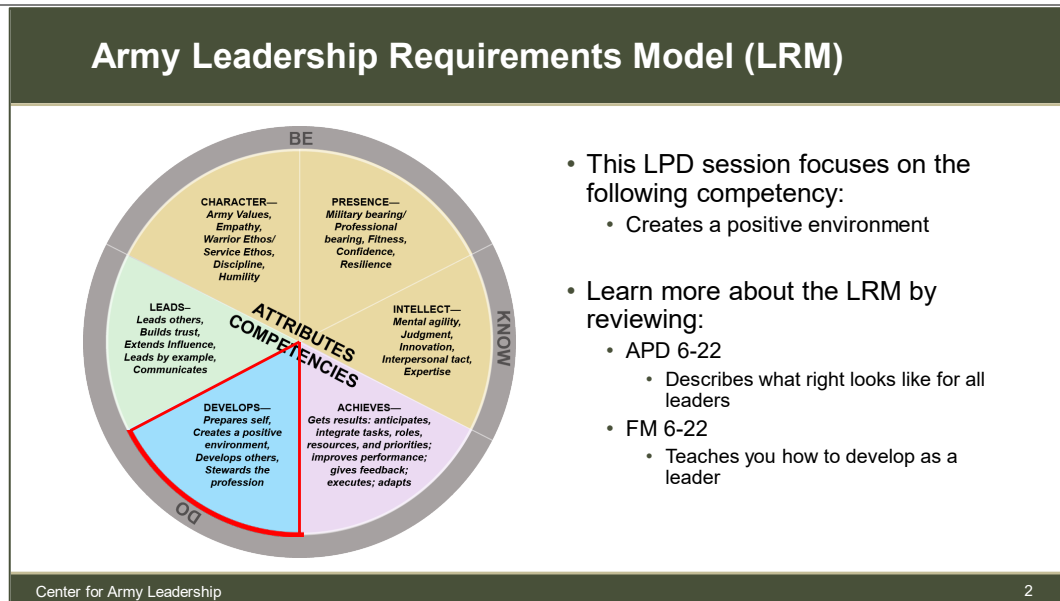 Army Leadership Requirements Model (LRM)
BE
CHARACTER—
Army Values,
Empathy,
Warrior Ethos/
Service Ethos,
Discipline,
Humility
PRESENCE—
Military bearing/
Professional
bearing, Fitness,
Confidence,
Resilience
INTELLECT—
Mental agility,
Judgment,
Innovation,
Interpersonal tact,
Expertise
KNOW
ATTRIBUTES
COMPETENCIES
LEADS–
Leads others,
Builds trust,
Extends Influence,
Leads by example,
Communicates
DEVELOPS—
Prepares self,
Creates a positive
environment,
Develops others,
Stewards the
profession
ACHIEVES—
Gets results: anticipates,
integrate tasks, roles,
resources, and priorities;
improves performance;
gives feedback;
executes; adapts
DO
• This LPD session focuses on the
following competency:
• Creates a positive environment
• Learn more about the LRM by
reviewing:
• APD 6-22
• Describes what right looks like for all
leaders
• FM 6-22
• Teaches you how to develop as a
leader
Center for Army Leadership
2